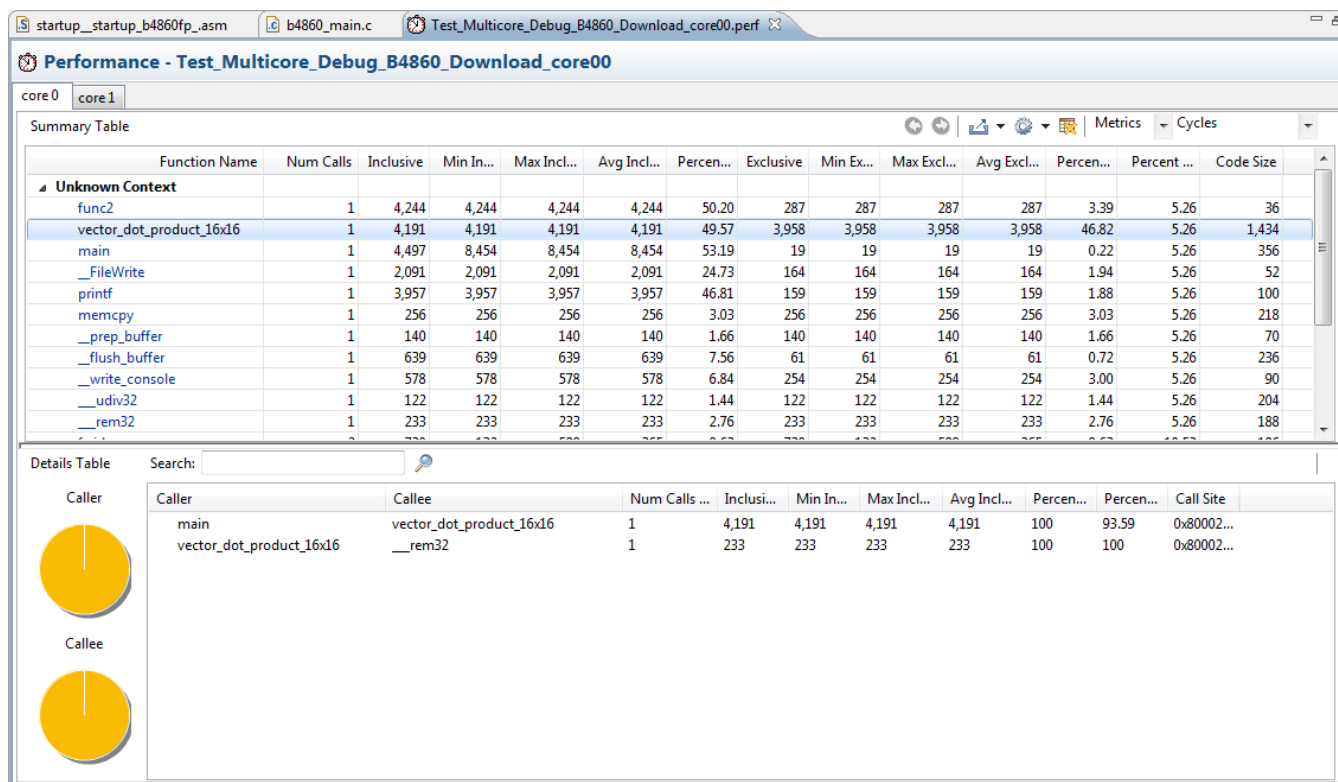 startup__startup_b4860fp_.asm b4860_main.c Test_Multicore_Debug_B4860_Download_core00.perf
Performance - Test_Multicore_Debug_B4860_Download_core00
core 0 core 1
Summary Table Metrics Cycles
Function Name Num Calls Inclusive Min In... Max Incl... Avg Incl... Percen... Exclusive Min Ex... Max Excl... Avg Excl... Percen... Percent ... Code Size
Unknown Context
func2 1 4,244 4,244 4,244 4,244 50.20 287 287 287 287 3.39 5.26 36
vector_dot_product_16x16 1 4,191 4,191 4,191 4,191 49.57 3,958 3,958 3,958 3,958 46.82 5.26 1,434
main 1 4,497 8,454 8,454 8,454 53.19 19 19 19 19 0.22 5.26 356
__FileWrite 1 2,091 2,091 2,091 2,091 24.73 164 164 164 164 1.94 5.26 52
printf 1 3,957 3,957 3,957 3,957 46.81 159 159 159 159 1.88 5.26 100
memcpy 1 256 256 256 256 3.03 256 256 256 256 3.03 5.26 218
__prep_buffer 1 140 140 140 140 1.66 140 140 140 140 1.66 5.26 70
__flush_buffer 1 639 639 639 639 7.56 61 61 61 61 0.72 5.26 236
__write_console 1 578 578 578 578 6.84 254 254 254 254 3.00 5.26 90
___udiv32 1 122 122 122 122 1.44 122 122 122 122 1.44 5.26 204
___rem32 1 233 233 233 233 2.76 233 233 233 233 2.76 5.26 188
Details Table Search:
Caller Caller Callee Num Calls ... Inclusi... Min In... Max Incl... Avg Incl... Percen... Percen... Call Site
main vector_dot_product_16x16 1 4,191 4,191 4,191 4,191 100 93.59 0x80002...
vector_dot_product_16x16 ___rem32 1 233 233 233 233 100 100 0x80002...
Callee